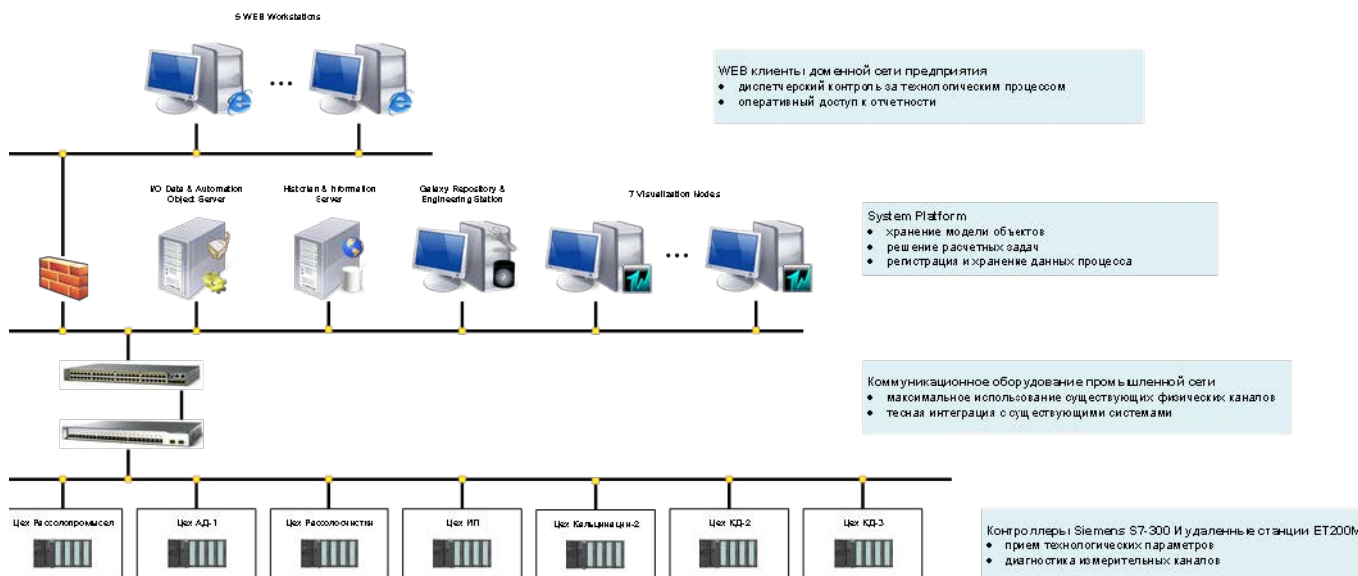 5 WEB Workstations
WEB клиенты доменной сети предприятия
• диспетчерский контроль за технологическим процессом
• оперативный доступ к отчетности
I/O Data & Automation
Object Server
Historian & Information
Server
Galaxy Repository &
Engineering Station
7 Visualization Nodes
System Platform
• хранение модели объектов
• решение расчетных задач
• регистрация и хранение данных процесса
Коммуникационное оборудование промышленной сети
• максимальное использование существующих физических каналов
• тесная интеграция с существующими системами
Цех Рассолопромысел
Цех АД-1
Цех Рассолоочистки
Цех ИП
Цех Кальцинации-2
Цех КД-2
Цех КД-3
Контроллеры Siemens S7-300 И удаленные станции ET200M
• прием технологических параметров
• диагностика измерительных каналов